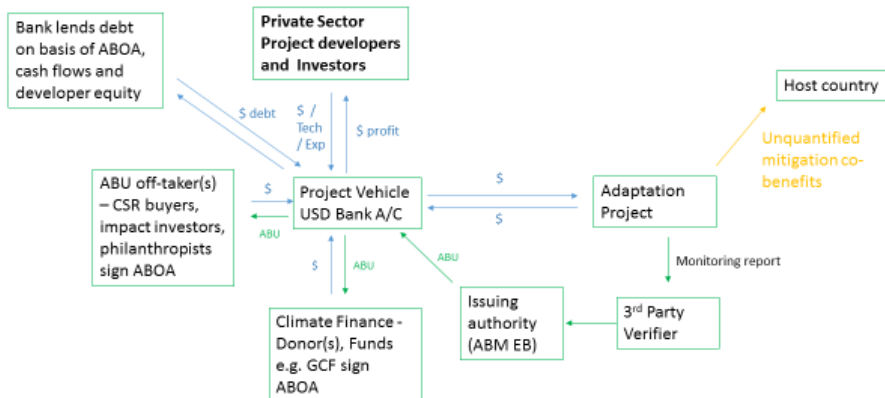 Bank lends debt
on basis of ABOA,
cash flows and
developer equity
Private Sector
Project developers
and Investors
Host country
$ debt
$ /
Tech
/ Exp
$ profit
Unquantified
mitigation co-
benefits
ABU off-taker(s)
– CSR buyers,
impact investors,
philanthropists
sign ABOA
$
ABU
Project Vehicle
USD Bank A/C
$
$
Adaptation
Project
$
ABU
ABU
Monitoring report
Climate Finance -
Donor(s), Funds
e.g. GCF sign
ABOA
Issuing
authority
(ABM EB)
3rd Party
Verifier